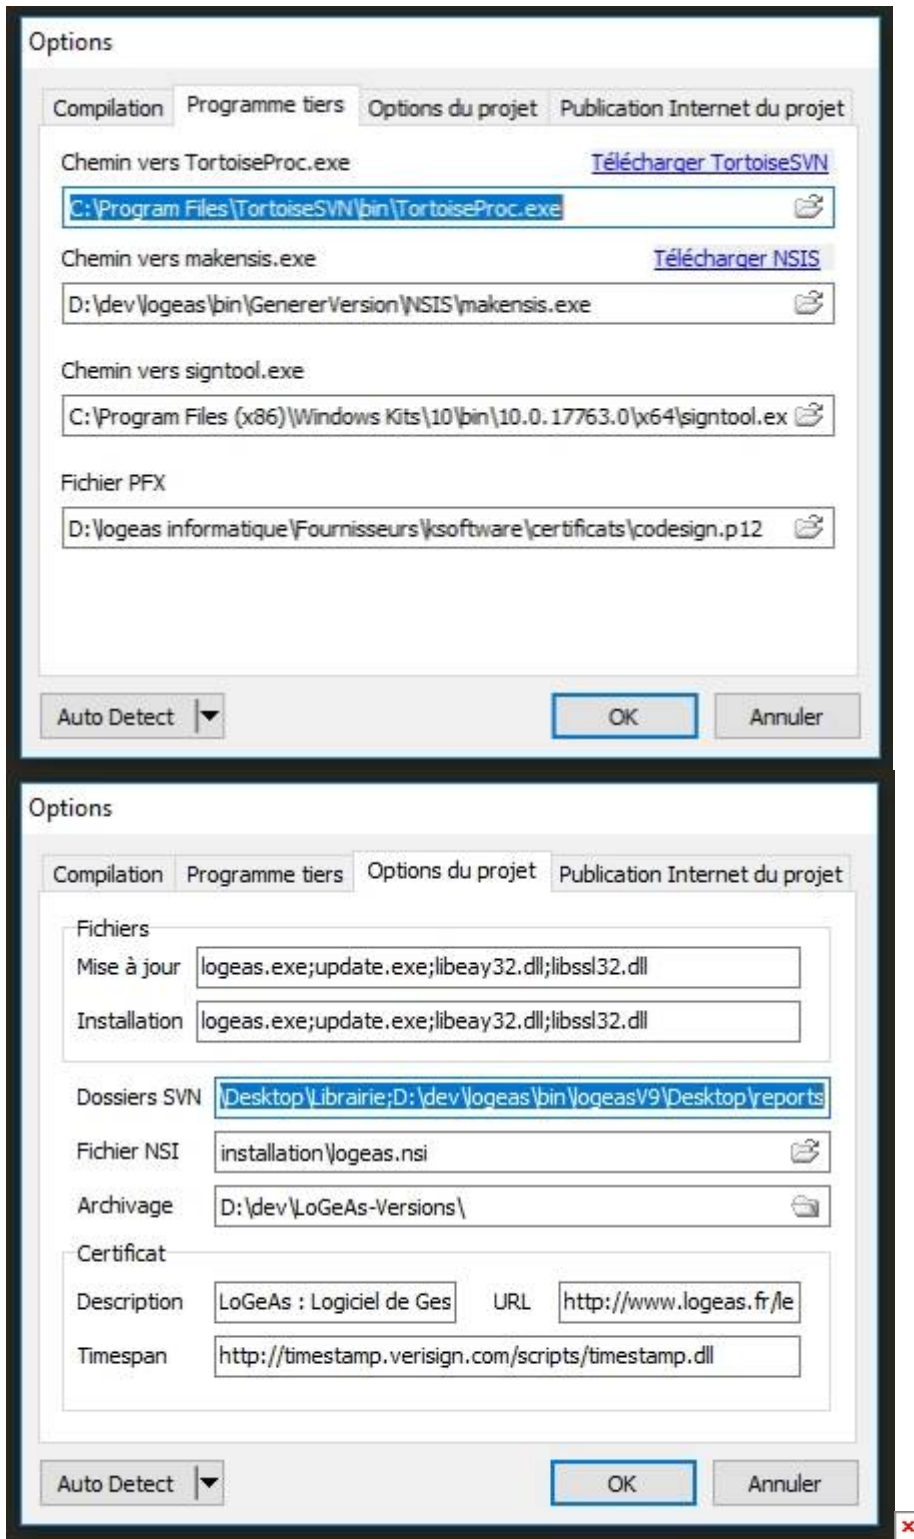 Options
Compilation Programme tiers Options du projet Publication Internet du projet
Chemin vers TortoiseProc.exe Télécharger TortoiseSVN
C:\Program Files\TortoiseSVN\bin\TortoiseProc.exe
Chemin vers makensis.exe Télécharger NSIS
D:\dev\logeas\bin\GenererVersion\NSIS\makensis.exe
Chemin vers signtool.exe
C:\Program Files (x86)\Windows Kits\10\bin\10.0.17763.0\x64\signtool.ex
Fichier PFX
D:\logeas informatique\Fournisseurs\ksoftware\certificats\codesign.p12
Auto Detect OK Annuler
Options
Compilation Programme tiers Options du projet Publication Internet du projet
Fichiers
Mise à jour logeas.exe;update.exe;libeay32.dll;libssl32.dll
Installation logeas.exe;update.exe;libeay32.dll;libssl32.dll
Dossiers SVN \Desktop\Librairie;D:\dev\logeas\bin\logeasV9\Desktop\reports
Fichier NSI installation\logeas.nsi
Archivage D:\dev\LoGeAs-Versions\
Certificat
Description LoGeAs : Logiciel de Ges URL http://www.logeas.fr/le
Timespan http://timestamp.verisign.com/scripts/timestamp.dll
Auto Detect OK Annuler